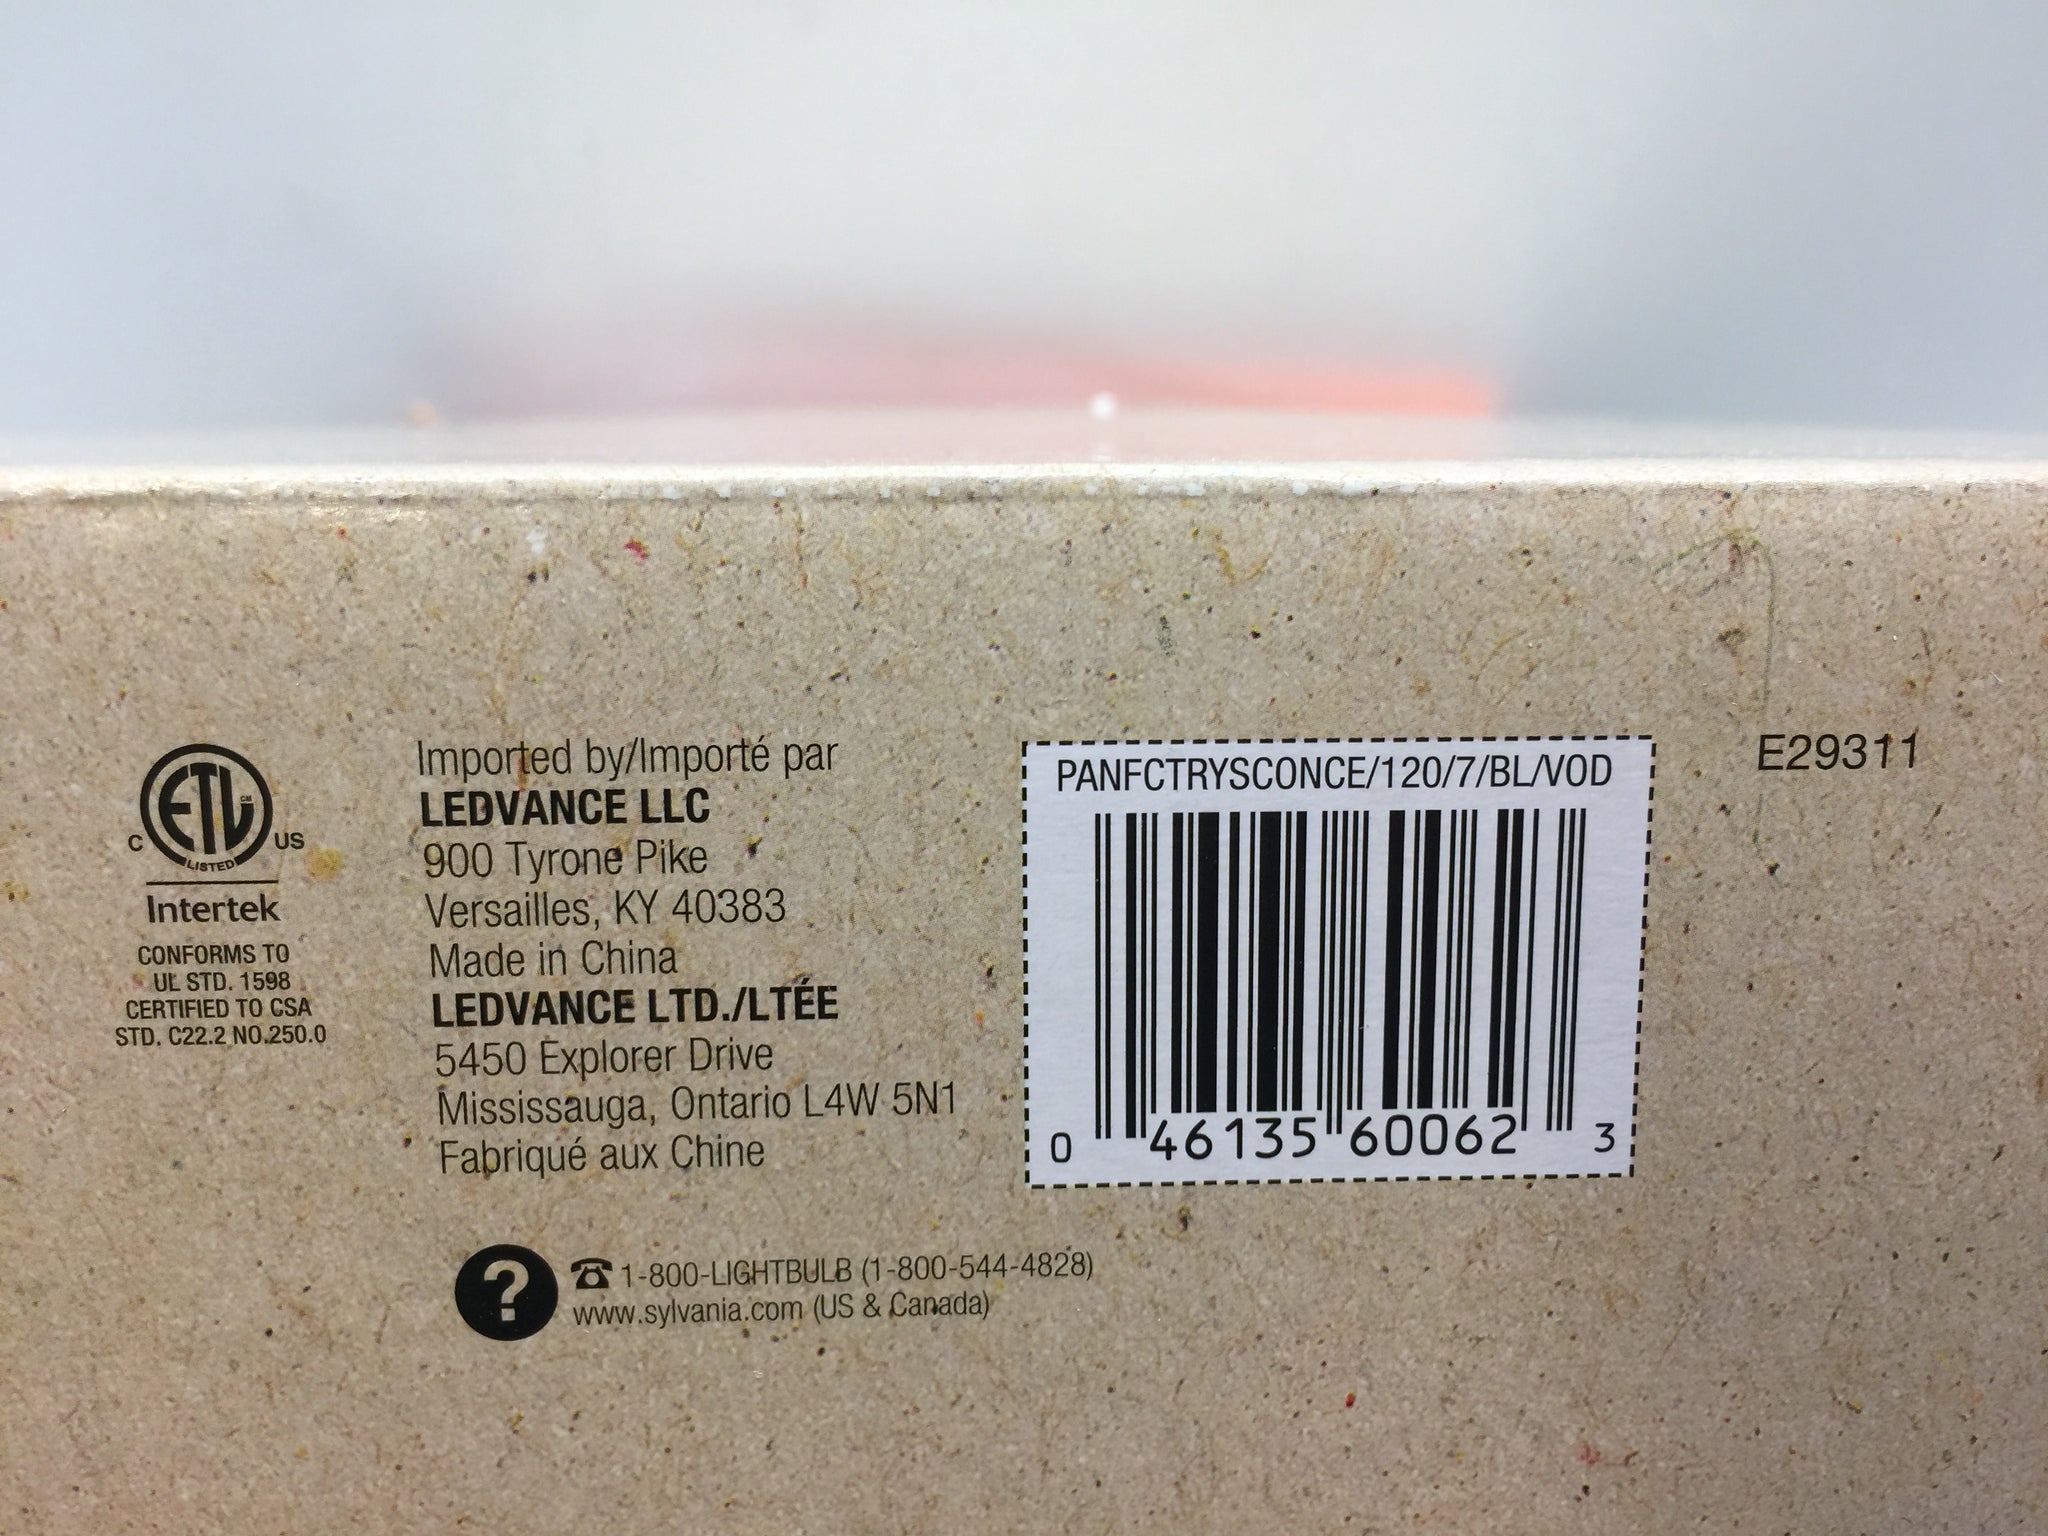 ETL CM
C US
LISTED
Intertek
CONFORMS TO
UL STD. 1598
CERTIFIED TO CSA
STD. C22.2 NO.250.0
Imported by/Importé par
LEDVANCE LLC
900 Tyrone Pike
Versailles, KY 40383
Made in China
LEDVANCE LTD./LTÉE
5450 Explorer Drive
Mississauga, Ontario L4W 5N1
Fabriqué aux Chine
PANFCTRYSCONCE/120/7/BL/VOD
0 46135 60062 3
E29311
? 1-800-LIGHTBULB (1-800-544-4828)
www.sylvania.com (US & Canada)